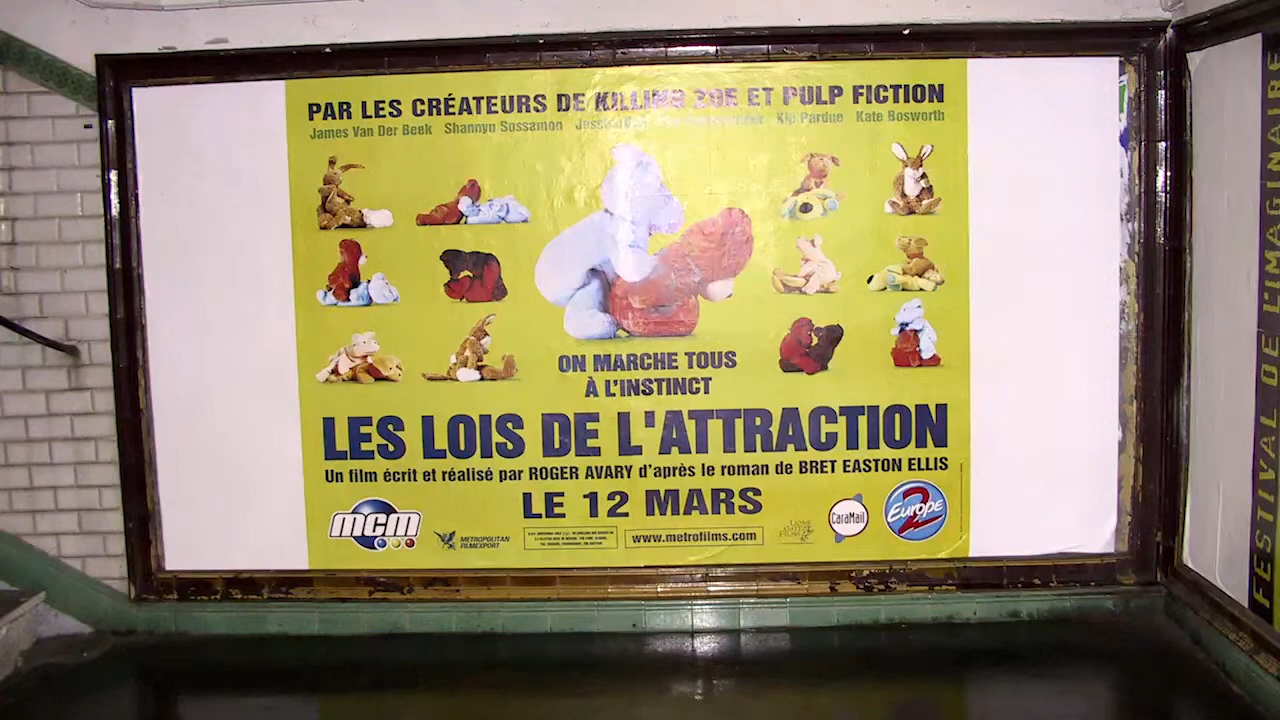 PAR LES CRÉATEURS DE KILLING ZOE ET PULP FICTION
James Van Der Beek Shannyn Sossamon Kip Pardue Kate Bosworth
ON MARCHE TOUS
À L'INSTINCT
LES LOIS DE L'ATTRACTION
Un film écrit et réalisé par ROGER AVARY d'après le roman de BRET EASTON ELLIS
LE 12 MARS
mcm
METROPOLITAN
FILMEXPORT
www.metrofilms.com
LIONS
GATE
FILMS
CaraMail
Europe
2
FESTIVAL DE L'IMAGINAIRE